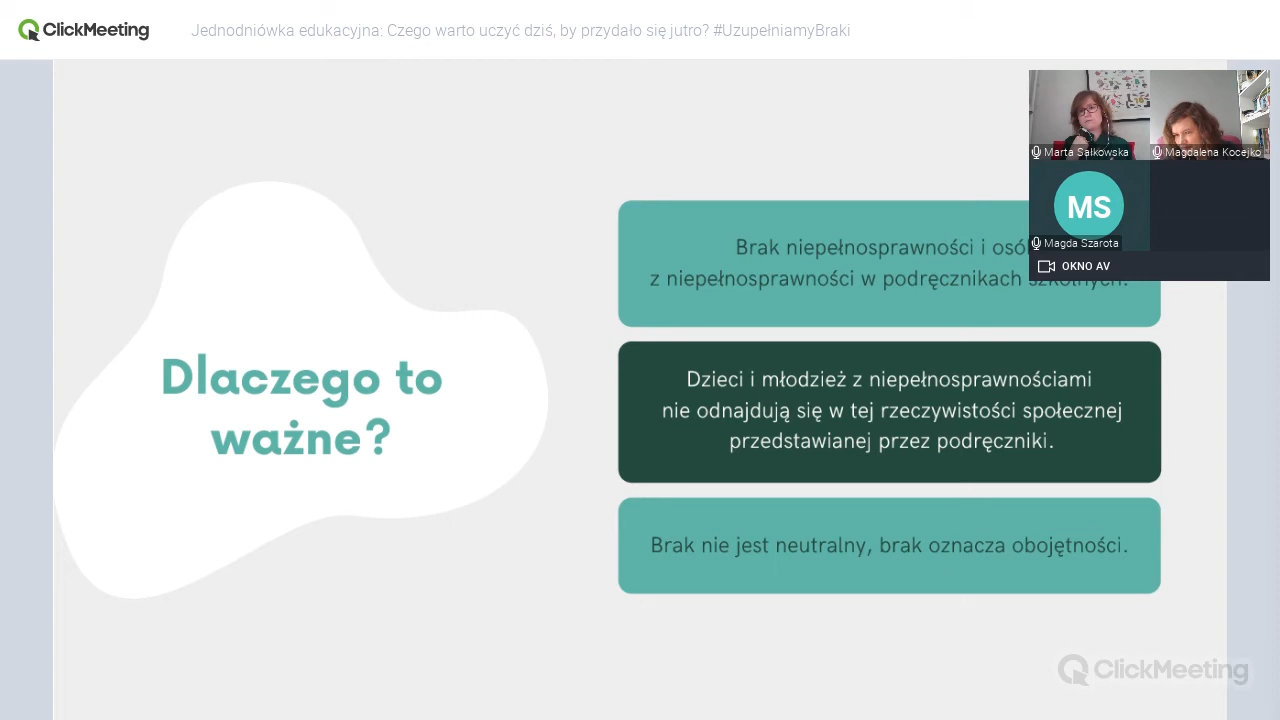 ClickMeeting
Jednodniówka edukacyjna: Czego warto uczyć dziś, by przydało się jutro? #UzupełniamyBraki
Marta Sałkowska
Magdalena Kocejko
MS
Magda Szarota
OKNO AV
Dlaczego to
ważne?
Brak niepełnosprawności i osó
z niepełnosprawności w podręcznikach szkolnych.
Dzieci i młodzież z niepełnosprawnościami
nie odnajdują się w tej rzeczywistości społecznej
przedstawianej przez podręczniki.
Brak nie jest neutralny, brak oznacza obojętności.
ClickMeeting